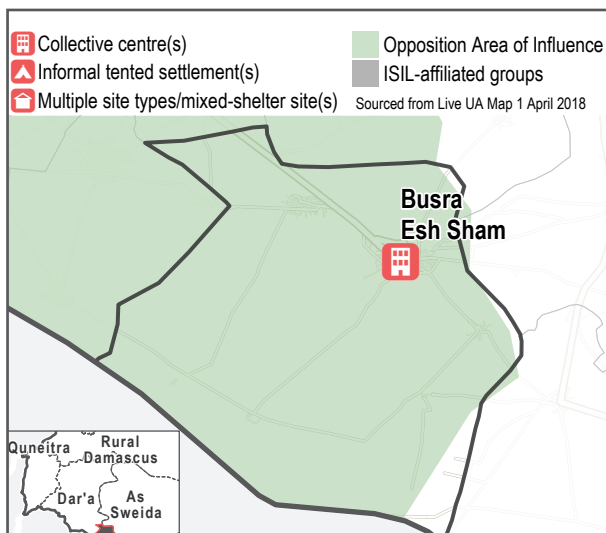 Collective centre(s)
Informal tented settlement(s)
Multiple site types/mixed-shelter site(s)
Opposition Area of Influence
ISIL-affiliated groups
Sourced from Live UA Map 1 April 2018
Busra
Esh Sham
Quneitra
Rural
Damascus
Dar'a
As
Sweida